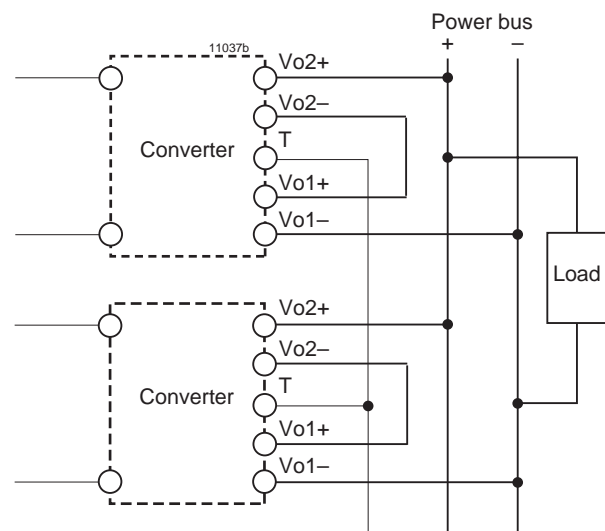 Power bus
+ –
11037b
Vo2+
Vo2–
T
Converter
Vo1+
Vo1–
Load
Vo2+
Vo2–
T
Converter
Vo1+
Vo1–